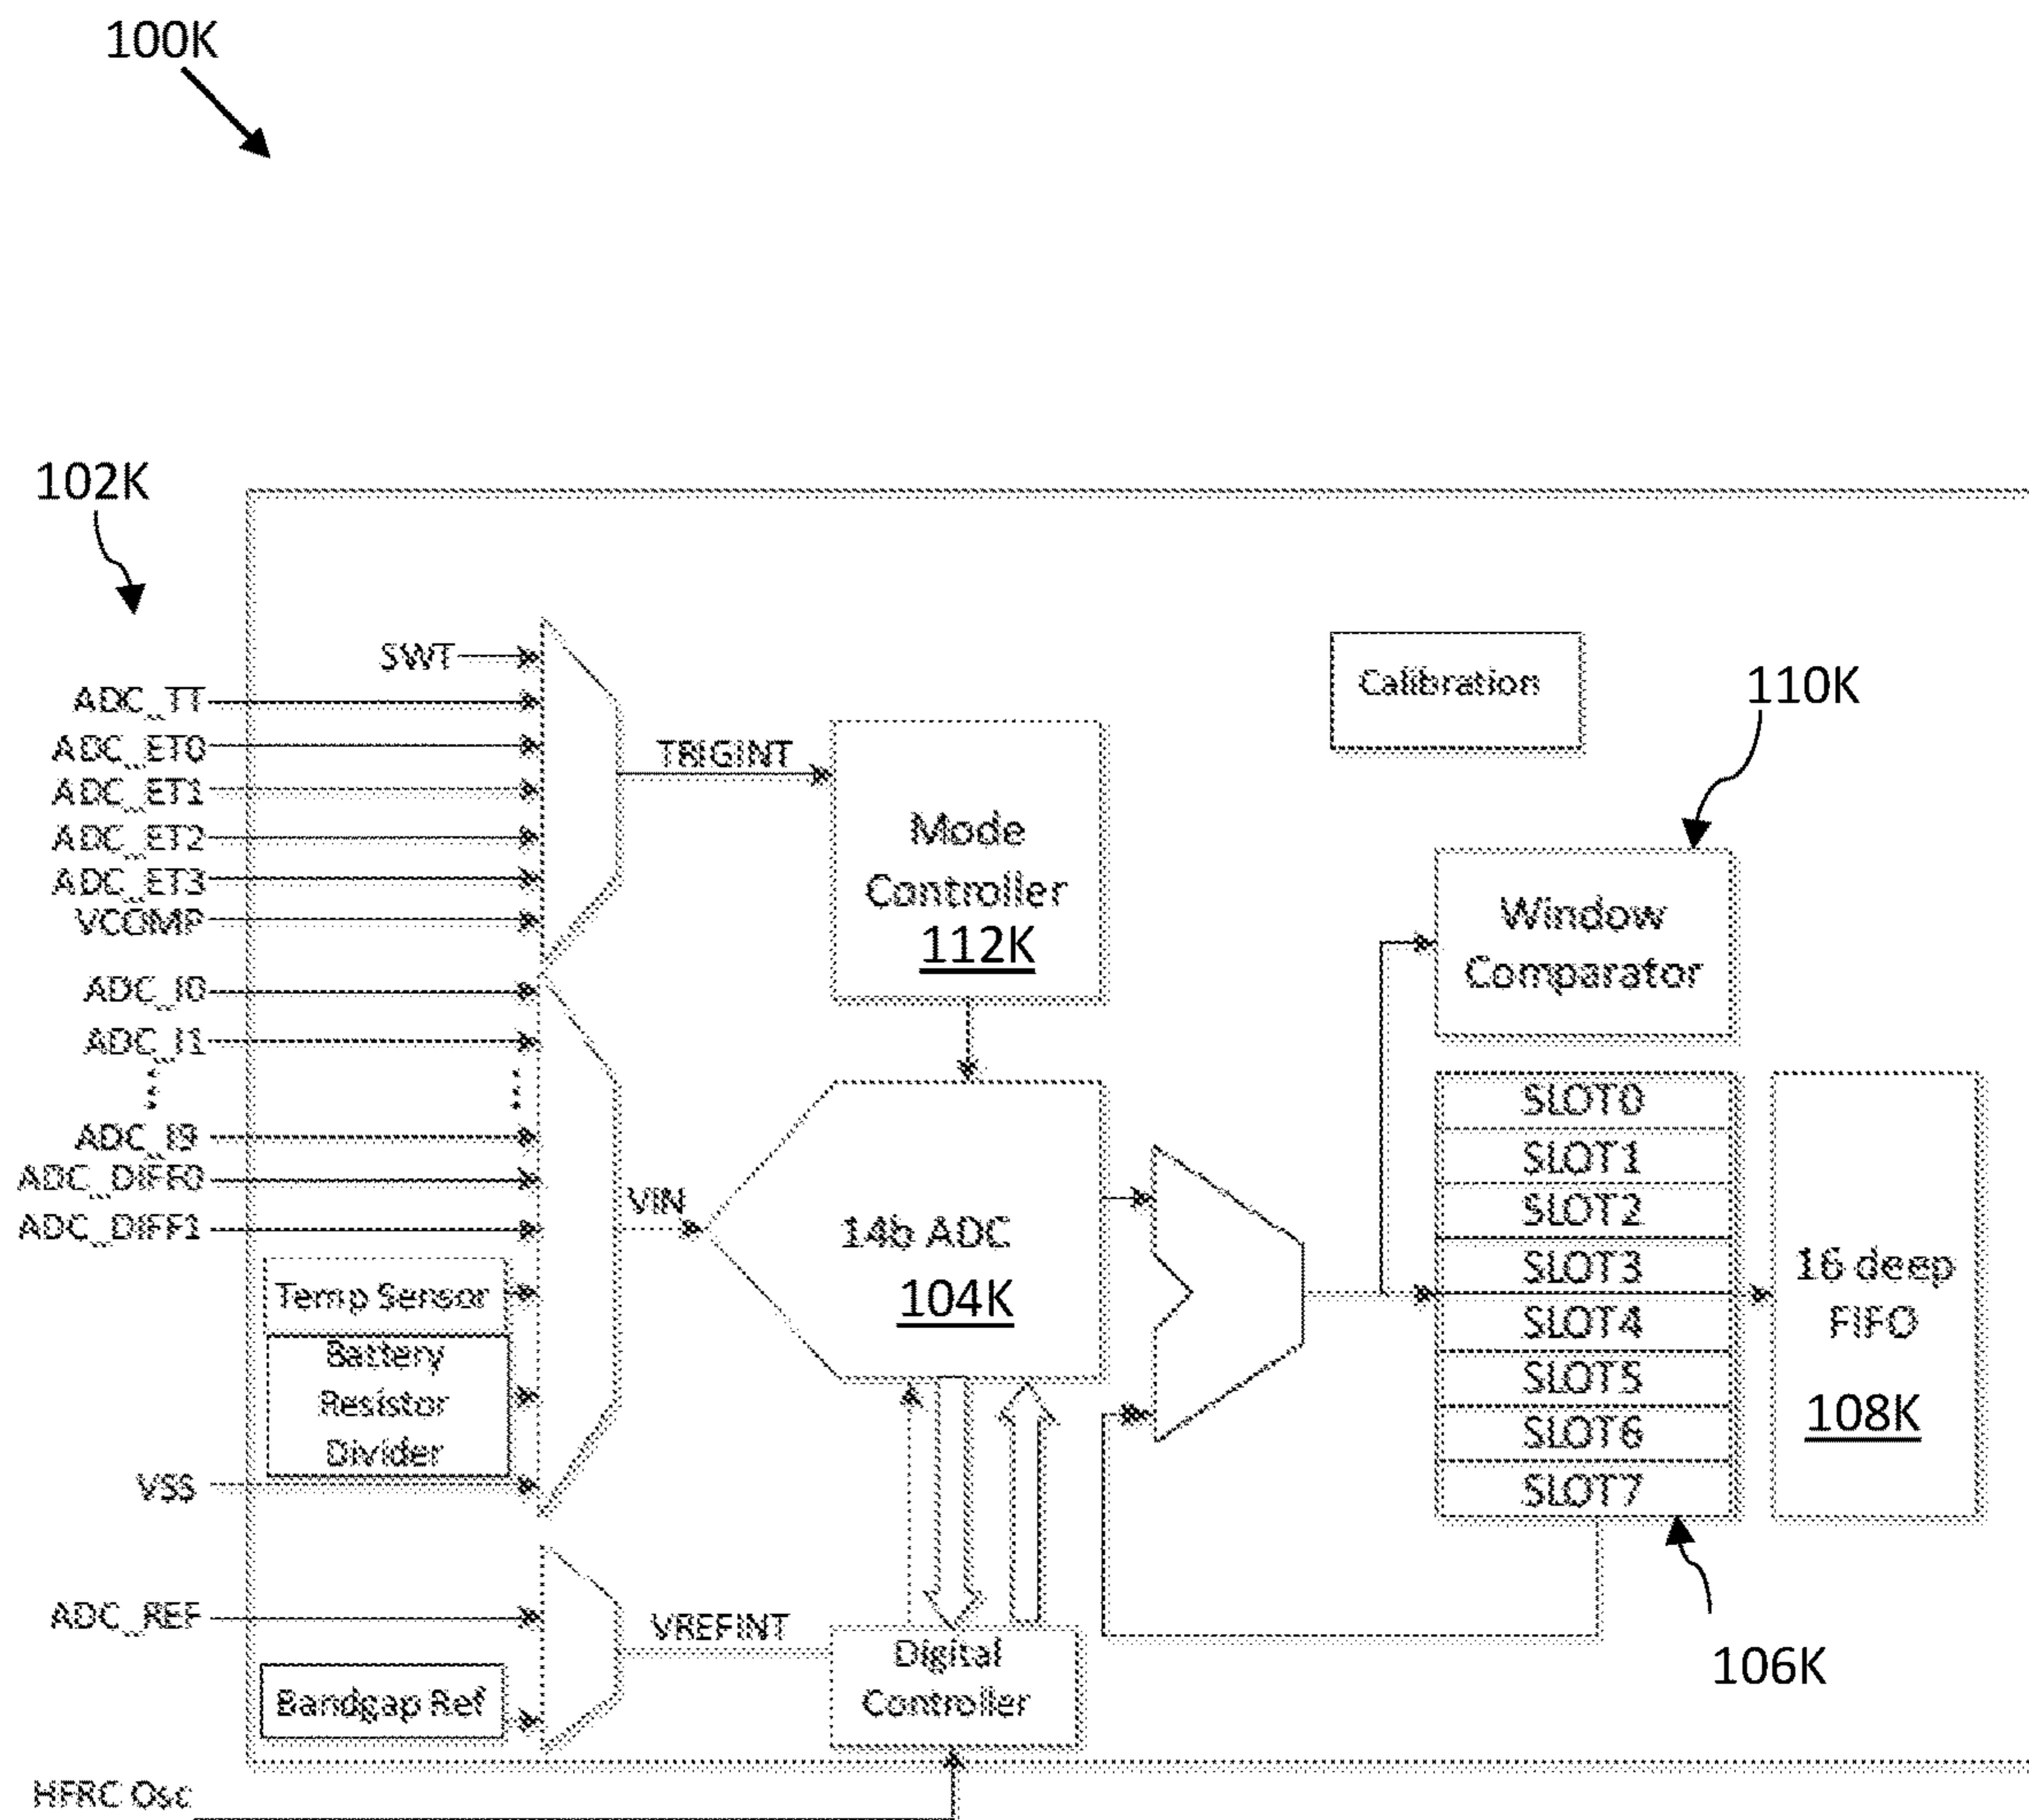 100K
102K
SWT
ADC_TT
ADC_ET0
ADC_ET1
ADC_ET2
ADC_ET3
VCOMP
ADC_I0
ADC_I1
ADC_I9
ADC_DIFF0
ADC_DIFF1
Temp Sensor
Battery
Resistor
Divider
VSS
ADC_REF
Bandgap Ref
HFRC Osc
TRIGINT
VIN
VREFINT
Mode
Controller
112K
14b ADC
104K
Digital
Controller
Calibration
110K
Window
Comparator
SLOT0
SLOT1
SLOT2
SLOT3
SLOT4
SLOT5
SLOT6
SLOT7
106K
16 deep
FIFO
108K